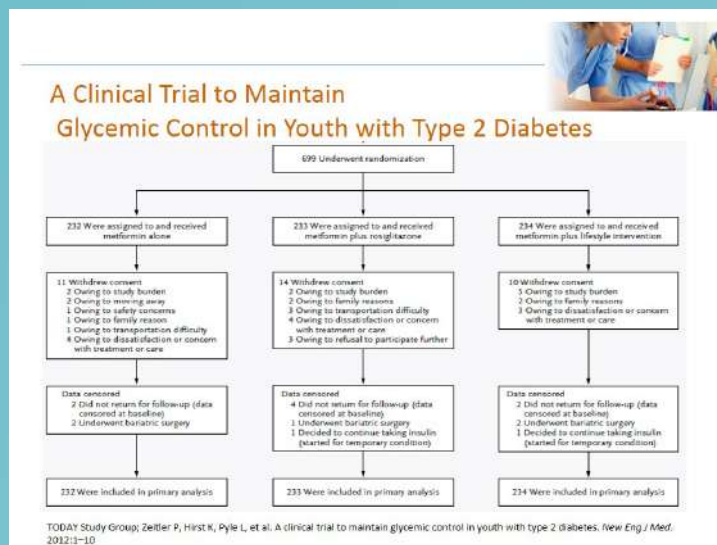 A Clinical Trial to Maintain
Glycemic Control in Youth with Type 2 Diabetes
699 Underwent randomization
232 Were assigned to and received
metformin alone
233 Were assigned to and received
metformin plus rosiglitazone
234 Were assigned to and received
metformin plus lifestyle intervention
11 Withdrew consent
2 Owing to study burden
2 Owing to moving away
1 Owing to safety concerns
1 Owing to family reason
1 Owing to transportation difficulty
4 Owing to dissatisfaction or concern
with treatment or care
14 Withdrew consent
2 Owing to study burden
2 Owing to family reasons
3 Owing to transportation difficulty
4 Owing to dissatisfaction or concern
with treatment or care
3 Owing to refusal to participate further
10 Withdrew consent
5 Owing to study burden
2 Owing to family reasons
3 Owing to dissatisfaction or concern
with treatment or care
Data censored
2 Did not return for follow-up (data
censored at baseline)
2 Underwent bariatric surgery
Data censored
4 Did not return for follow-up (data
censored at baseline)
1 Underwent bariatric surgery
1 Decided to continue taking insulin
(started for temporary condition)
Data censored
2 Did not return for follow-up (data
censored at baseline)
2 Underwent bariatric surgery
1 Decided to continue taking insulin
(started for temporary condition)
232 Were included in primary analysis
233 Were included in primary analysis
234 Were included in primary analysis
TODAY Study Group; Zeitler P, Hirst K, Pyle L, et al. A clinical trial to maintain glycemic control in youth with type 2 diabetes. New Eng J Med.
2012:1–10